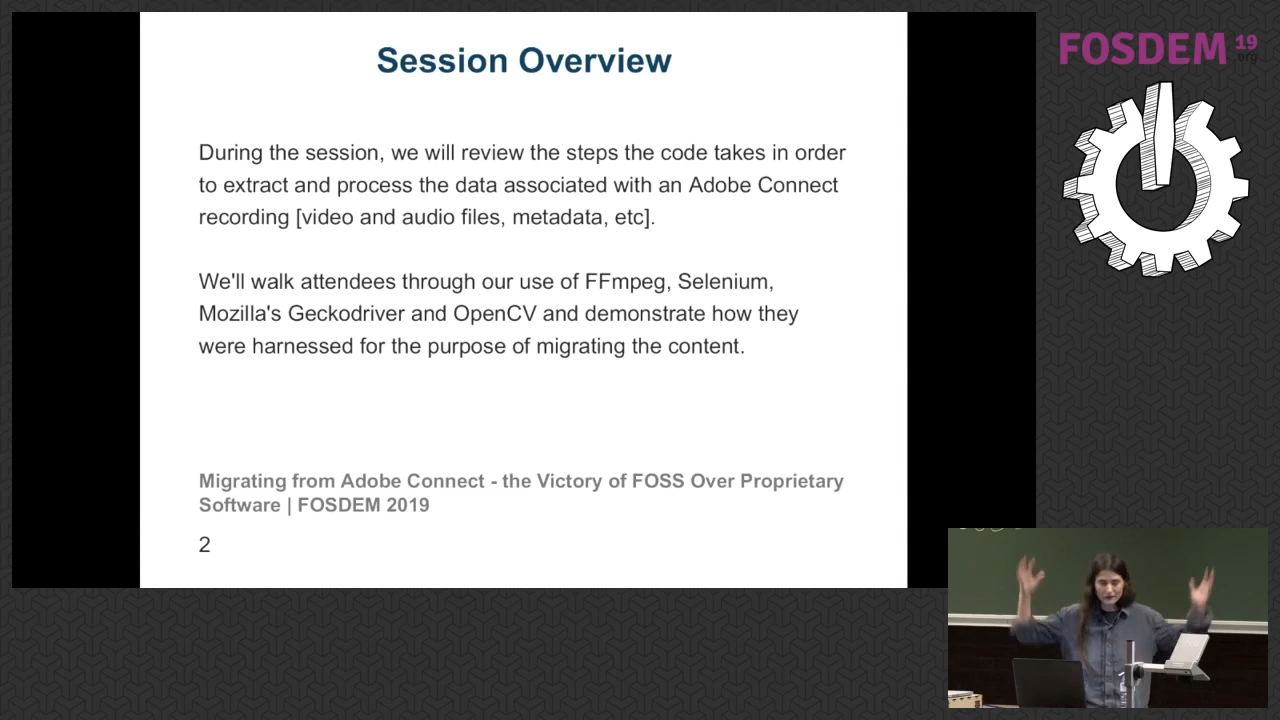 Session Overview
During the session, we will review the steps the code takes in order
to extract and process the data associated with an Adobe Connect
recording [video and audio files, metadata, etc].
We'll walk attendees through our use of FFmpeg, Selenium,
Mozilla's Geckodriver and OpenCV and demonstrate how they
were harnessed for the purpose of migrating the content.
Migrating from Adobe Connect - the Victory of FOSS Over Proprietary
Software | FOSDEM 2019
2
FOSDEM 19
.org